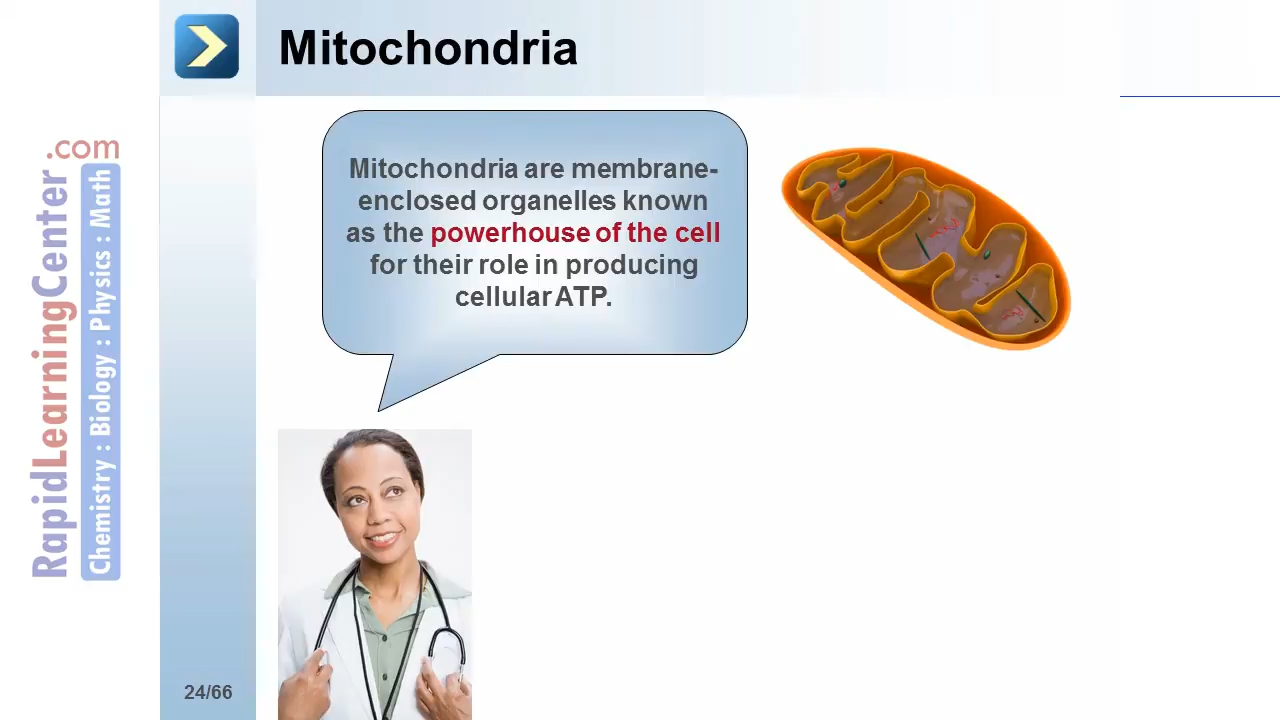 Mitochondria
Mitochondria are membrane-
enclosed organelles known
as the powerhouse of the cell
for their role in producing
cellular ATP.
RapidLearningCenter.com
Chemistry : Biology : Physics : Math
24/66